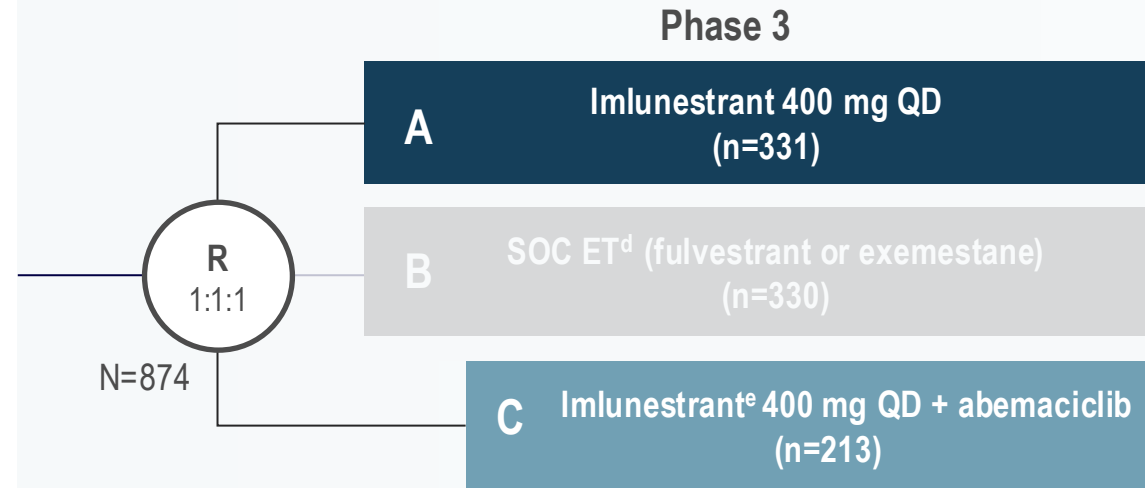 Phase 3
A
Imlunestrant 400 mg QD
(n=331)
R
1:1:1
N=874
B
SOC ETᵈ (fulvestrant or exemestane)
(n=330)
C
Imlunestrantᵉ 400 mg QD + abemaciclib
(n=213)